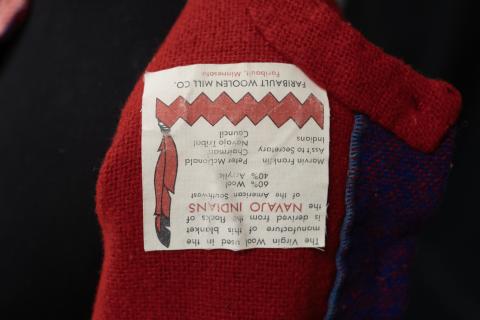 The Virgin Wool used in the
manufacture of this blanket
is derived from the flocks of
the NAVAJO INDIANS
of the American Southwest
60% Wool
40% Acrylic
Marvin Franklin Peter McDonald
Ass't to Secretary Chairman
Indians Navajo Tribal
Council
FARIBAULT WOOLEN MILL CO.
Faribault, Minnesota